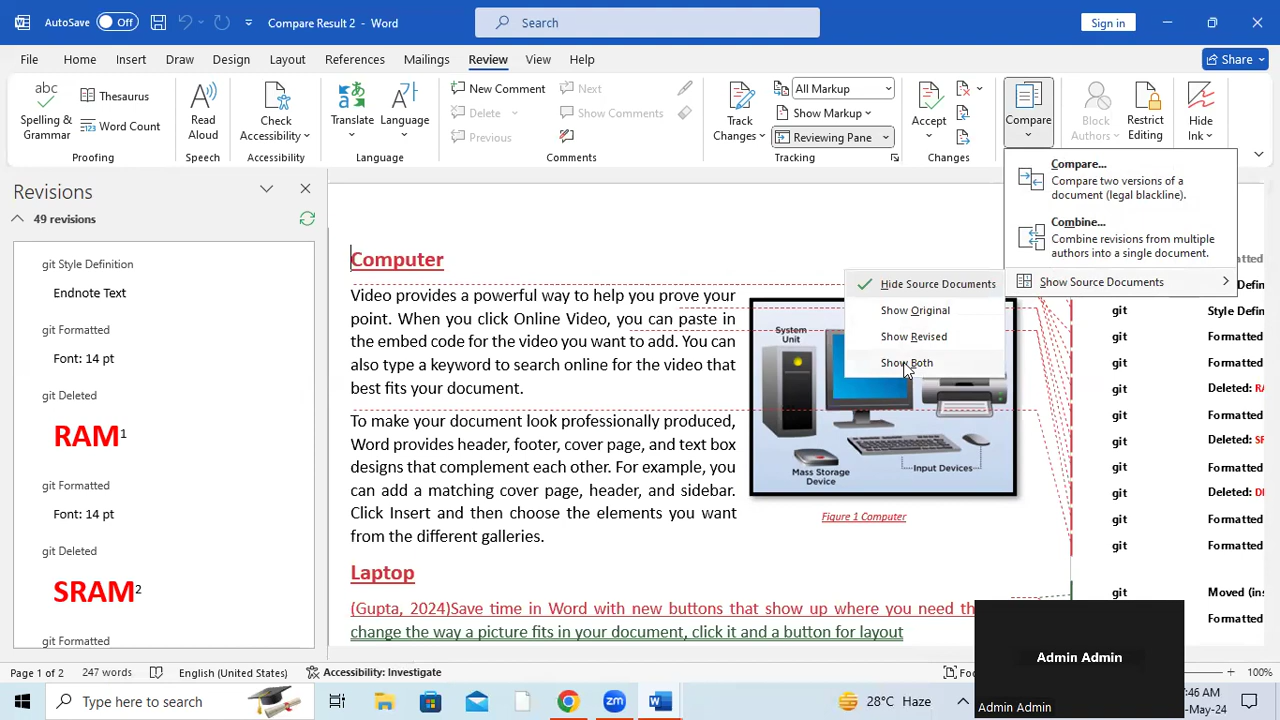 AutoSave Off Compare Result 2 - Word Search Sign in
File Home Insert Draw Design Layout References Mailings Review View Help Share
abc
Spelling &
Grammar
Thesaurus
Word Count
Proofing
Read
Aloud
Speech
Check
Accessibility
Accessibility
Translate
Language
Language
New Comment
Delete
Previous
Next
Show Comments
Comments
Track
Changes
All Markup
Show Markup
Reviewing Pane
Tracking
Accept
Changes
Compare
Block
Authors
Restrict
Editing
Hide
Ink
Compare...
Compare two versions of a
document (legal blackline).
Combine...
Combine revisions from multiple
authors into a single document.
Show Source Documents
Hide Source Documents
Show Original
Show Revised
Show Both
Revisions
49 revisions
git Style Definition
Endnote Text
git Formatted
Font: 14 pt
git Deleted
RAM1
git Formatted
Font: 14 pt
git Deleted
SRAM2
git Formatted
Computer
Video provides a powerful way to help you prove your
point. When you click Online Video, you can paste in
the embed code for the video you want to add. You can
also type a keyword to search online for the video that
best fits your document.
To make your document look professionally produced,
Word provides header, footer, cover page, and text box
designs that complement each other. For example, you
can add a matching cover page, header, and sidebar.
Click Insert and then choose the elements you want
from the different galleries.
System
Unit
Mass Storage
Device
Input Devices
Figure 1 Computer
Laptop
(Gupta, 2024)Save time in Word with new buttons that show up where you need
change the way a picture fits in your document, click it and a button for layout
git Style
git Formatted
git Formatted
git Deleted:
git Formatted
git Deleted:
git Formatted
git Deleted:
git Formatted
git Formatted
git Moved
git Formatted
Page 1 of 2 247 words English (United States) Accessibility: Investigate 100%
Type here to search
zm
28°C Haze
:46 AM
-May-24
Admin Admin
Admin Admin